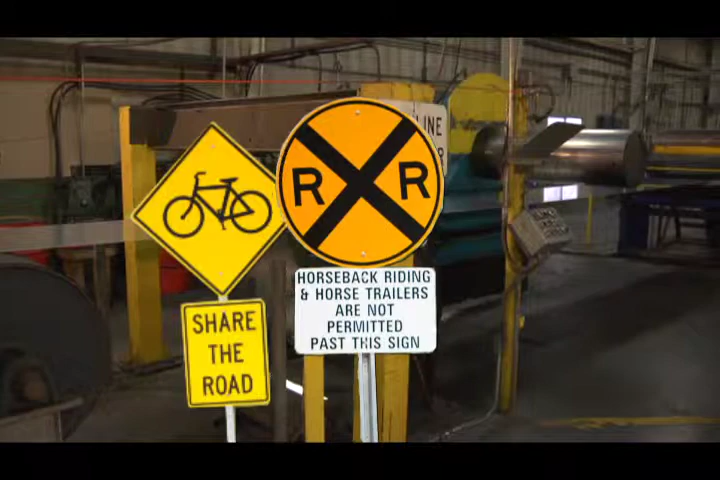 R R
SHARE
THE
ROAD
HORSEBACK RIDING
& HORSE TRAILERS
ARE NOT
PERMITTED
PAST THIS SIGN